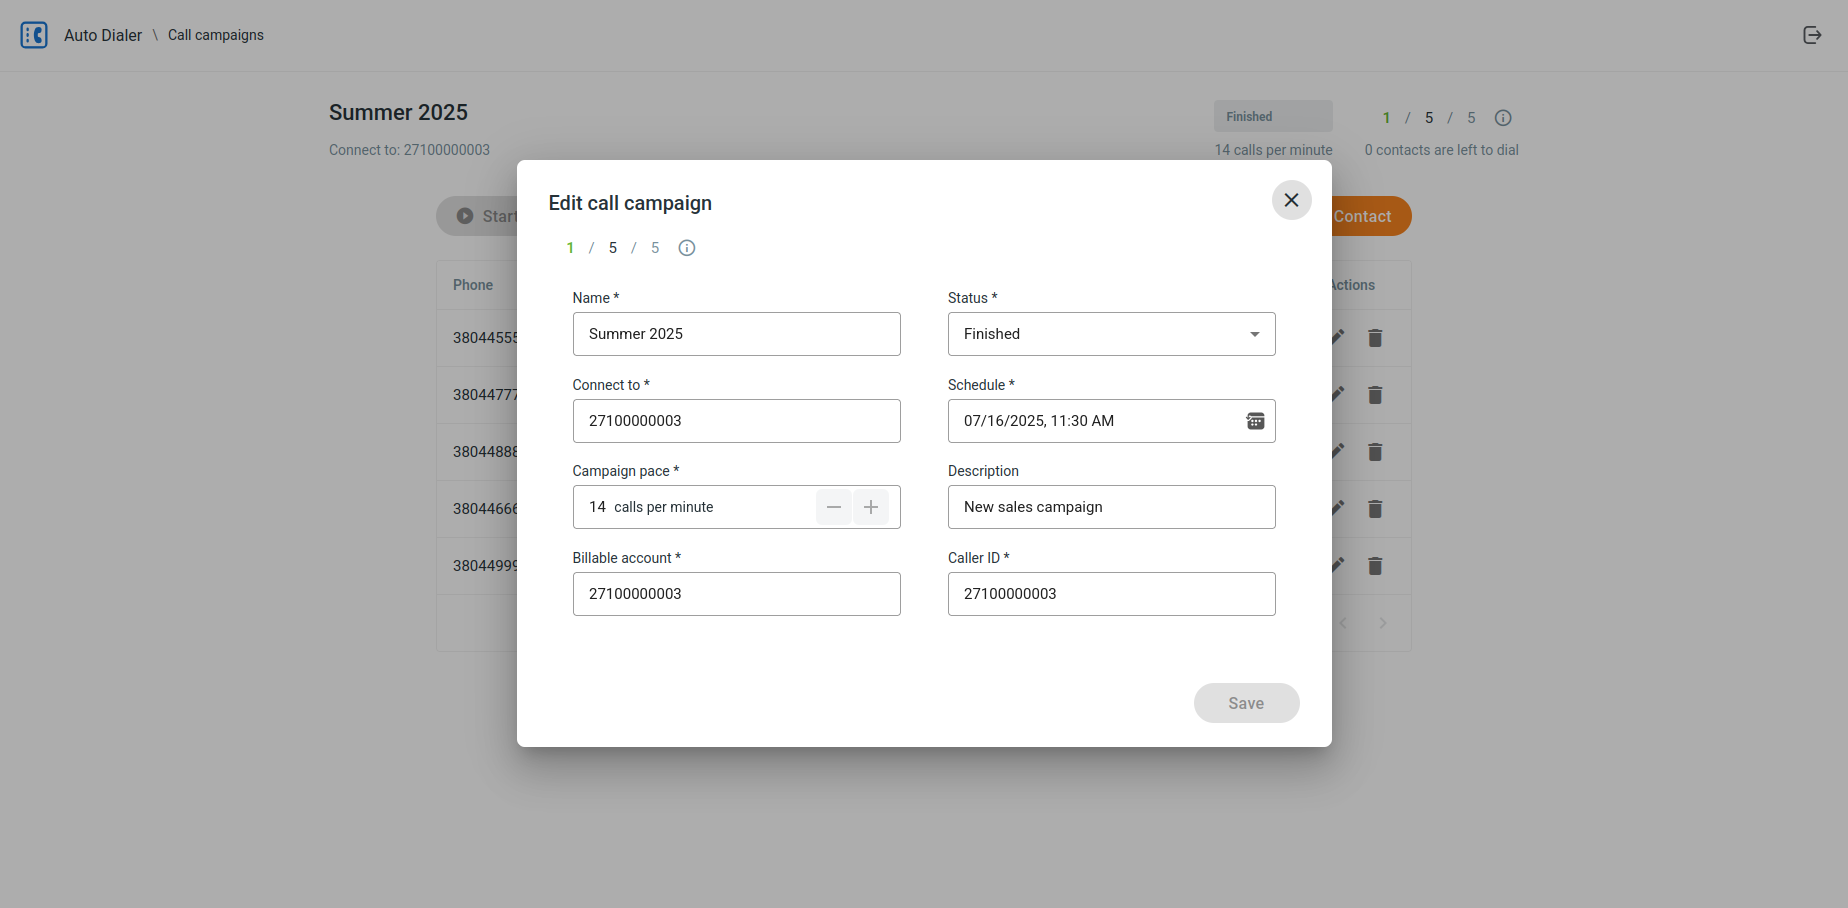 Auto Dialer \ Call campaigns
Summer 2025
Finished
1 / 5 / 5
Connect to: 27100000003
14 calls per minute
0 contacts are left to dial
Start
Contact
Edit call campaign
1 / 5 / 5
Phone
Actions
Name *
Status *
Summer 2025
Finished
38044555
Connect to *
Schedule *
38044777
27100000003
07/16/2025, 11:30 AM
38044888
Campaign pace *
Description
14 calls per minute
New sales campaign
38044666
Billable account *
Caller ID *
38044999
27100000003
27100000003
Save